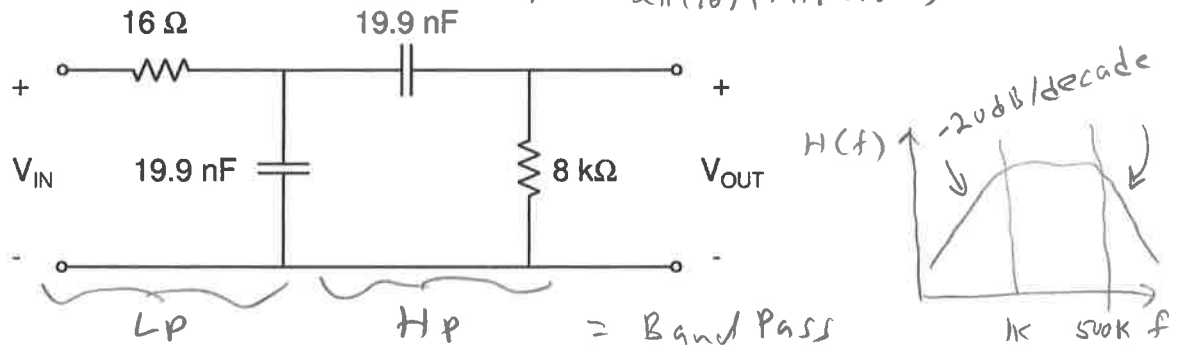 16 Ω
19.9 nF
+
+
-20dB/decade
H(f)
V_IN
19.9 nF
8 kΩ
V_OUT
-
-
LP
HP
= Band Pass
1K
500K
f